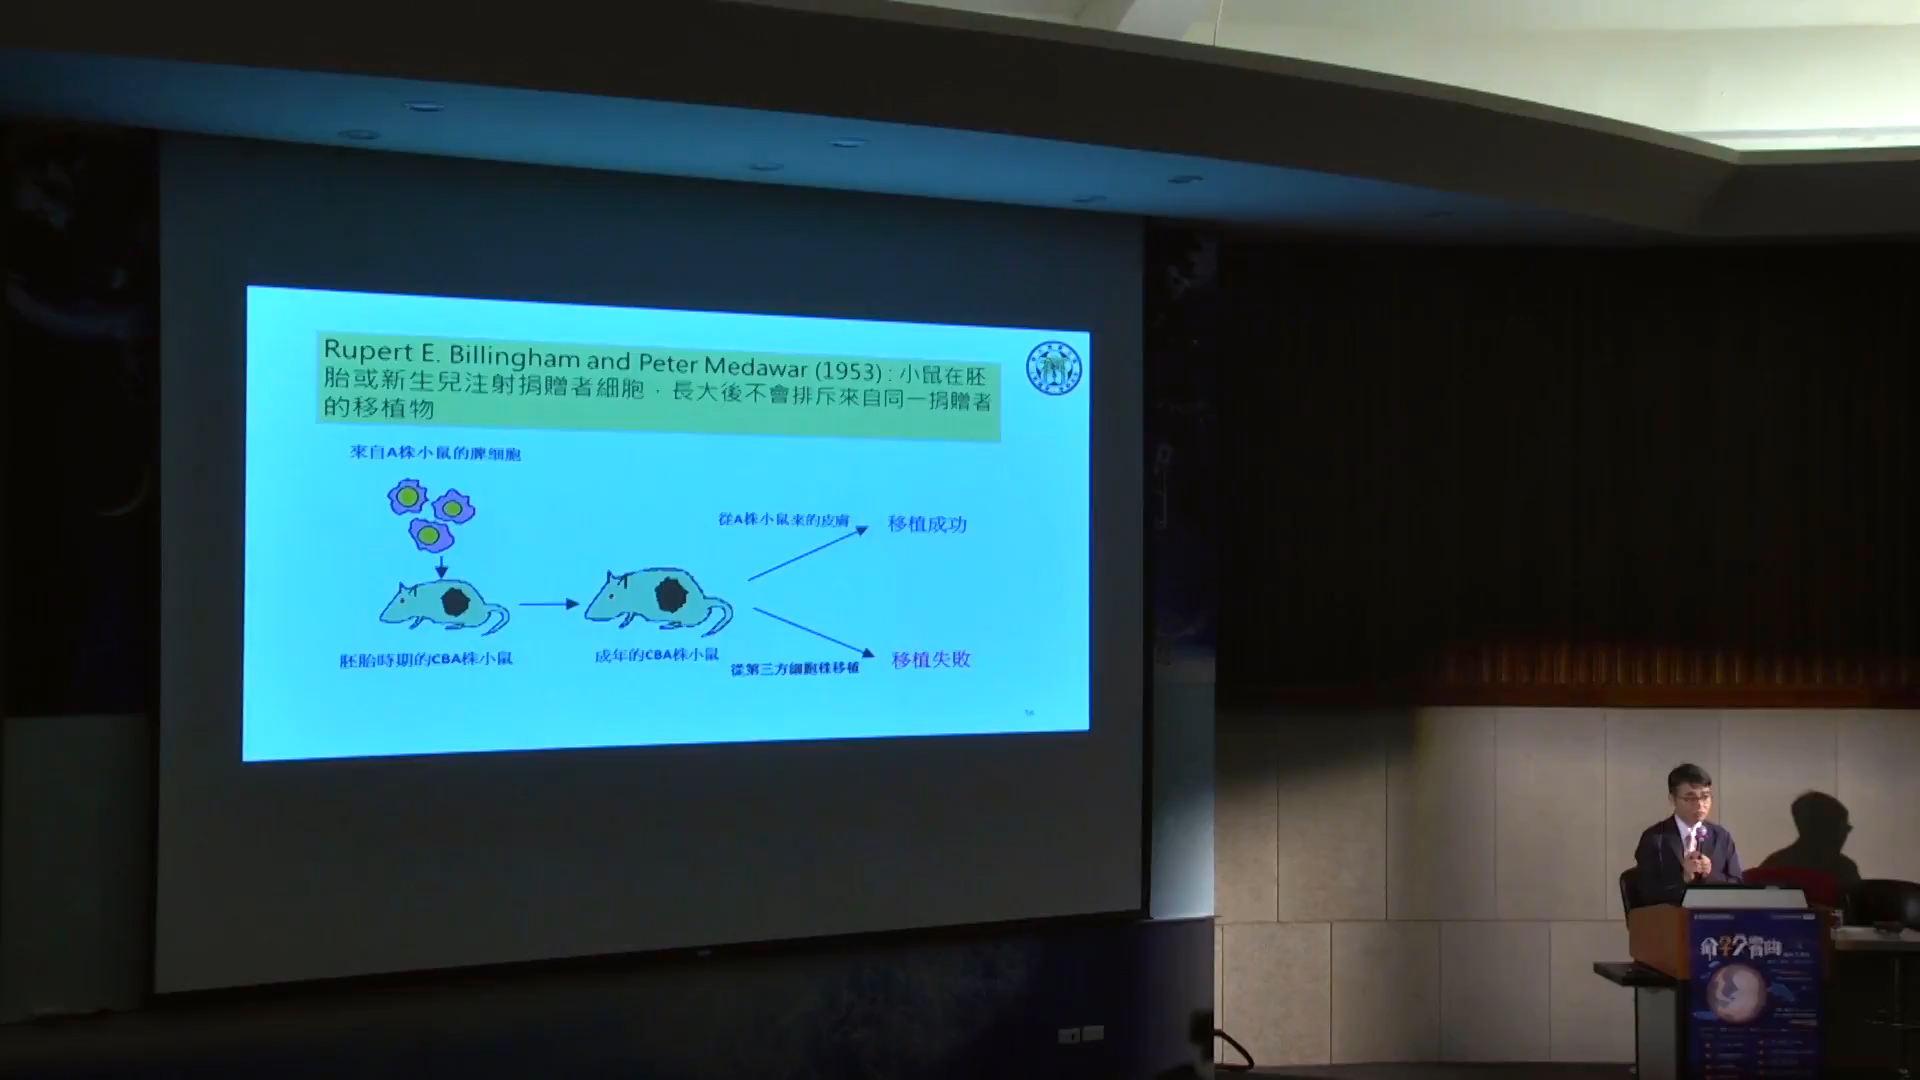 Rupert E. Billingham and Peter Medawar (1953) : 小鼠在胚
胎或新生兒注射捐贈者細胞，長大後不會排斥來自同一捐贈者
的移植物
來自A株小鼠的脾细胞
從A株小鼠來的皮膚
移植成功
胚胎時期的CBA株小鼠
成年的CBA株小鼠
從第三方細胞株移植
移植失敗